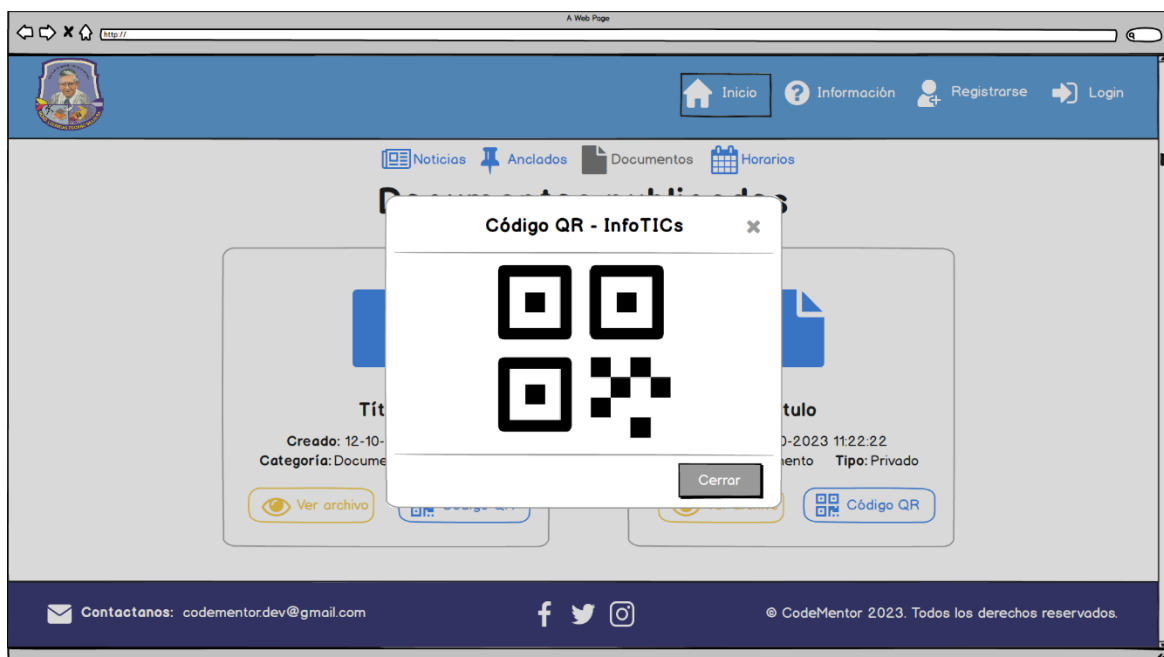 A Web Page
http://
Inicio
Información
Registrarse
Login
Noticias
Anclados
Documentos
Horarios
Código QR - InfoTICs
Creado: 12-10-
0-2023 11:22:22
Categoría: Docume
Tipo: Privado
Ver archivo
Código QR
Cerrar
Contactanos: codementor.dev@gmail.com
© CodeMentor 2023. Todos los derechos reservados.